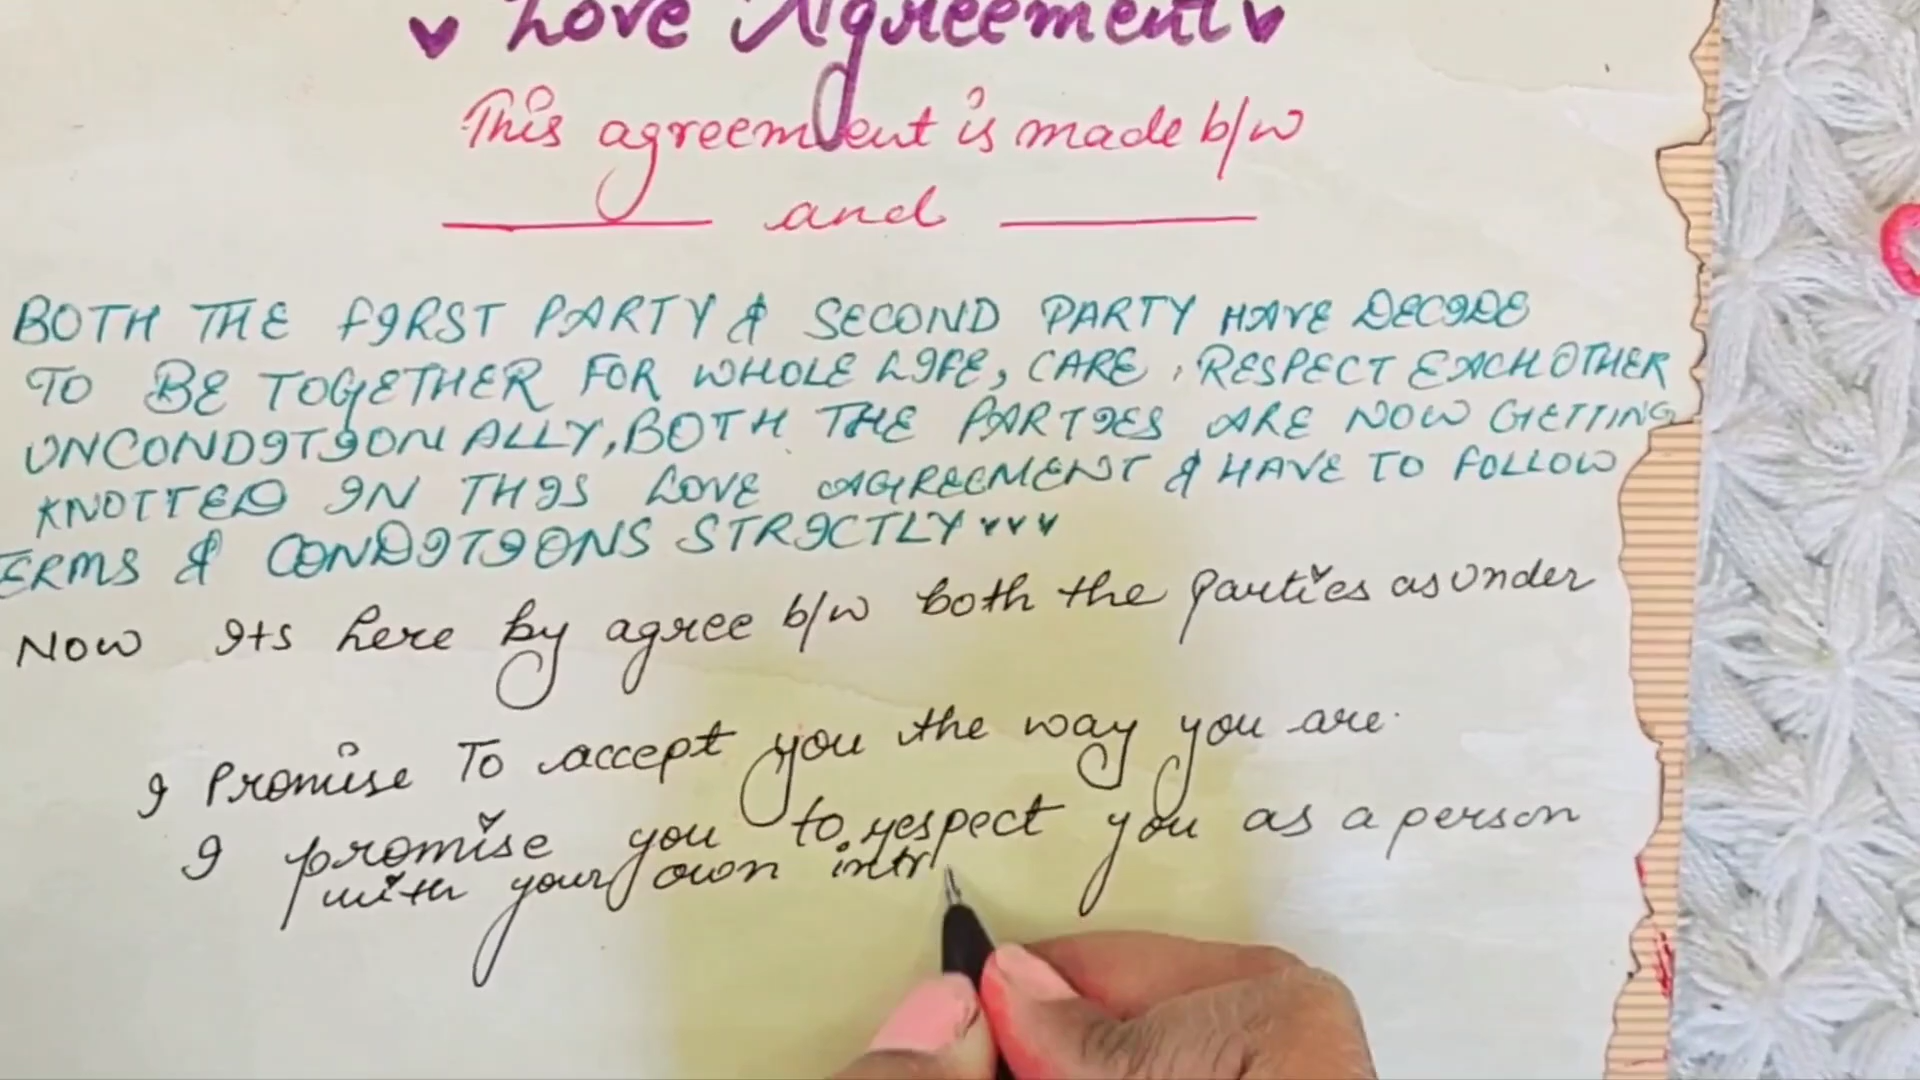 Love Agreement
This agreement is made b/w
and
BOTH THE FIRST PARTY & SECOND PARTY HAVE DECIDE
TO BE TOGETHER FOR WHOLE LIFE, CARE, RESPECT EACH OTHER
UNCONDITIONALLY, BOTH THE PARTIES ARE NOW GETTING
KNOTTED IN THIS LOVE AGREEMENT & HAVE TO FOLLOW
TERMS & CONDITIONS STRICTLY
Now Its here by agree b/w both the parties as under
I Promise To accept you the way you are.
I promise you to respect you as a person
with your own intr